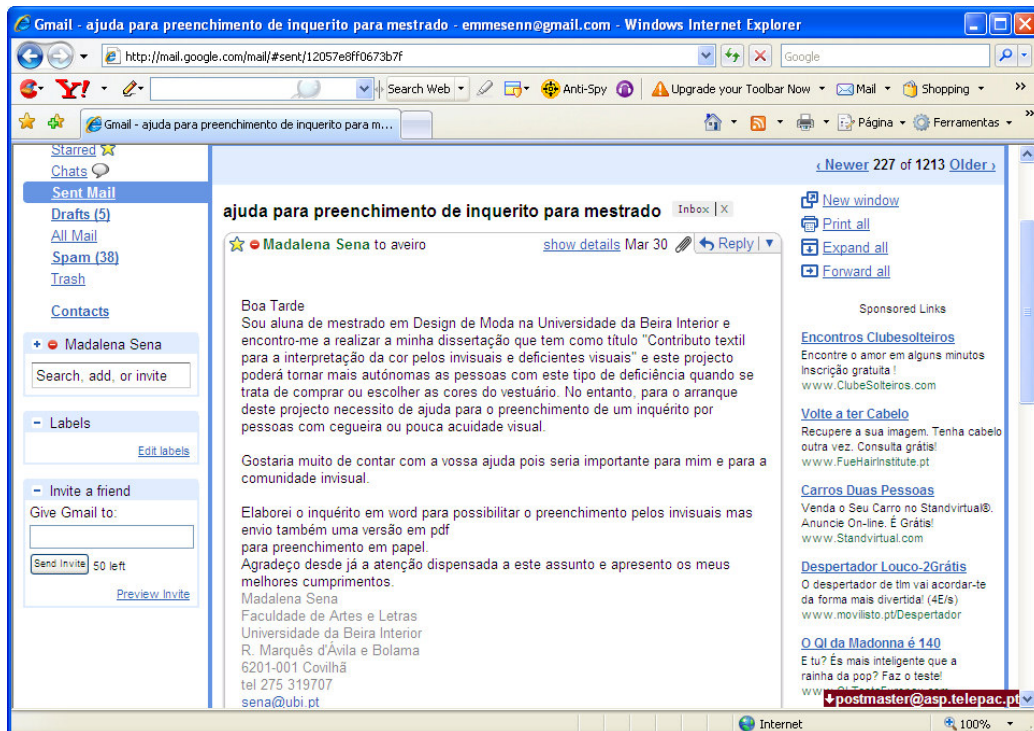 Gmail - ajuda para preenchimento de inquerito para mestrado - emmesenn@gmail.com - Windows Internet Explorer
http://mail.google.com/mail/#sent/12057e8ff0673b7f
Google
Y!
Search Web
Anti-Spy
Upgrade your Toolbar Now
Mail
Shopping
Gmail - ajuda para preenchimento de inquerito para m...
Página
Ferramentas
Starred
Chats
Sent Mail
Drafts (5)
All Mail
Spam (38)
Trash
Contacts
Madalena Sena
Search, add, or invite
Labels
Edit labels
Invite a friend
Give Gmail to:
Send Invite 50 left
Preview Invite
‹ Newer 227 of 1213 Older ›
ajuda para preenchimento de inquerito para mestrado Inbox | X
Madalena Sena to aveiro show details Mar 30 Reply
Boa Tarde
Sou aluna de mestrado em Design de Moda na Universidade da Beira Interior e
encontro-me a realizar a minha dissertação que tem como título "Contributo textil
para a interpretação da cor pelos invisuais e deficientes visuais" e este projecto
poderá tornar mais autónomas as pessoas com este tipo de deficiência quando se
trata de comprar ou escolher as cores do vestuário. No entanto, para o arranque
deste projecto necessito de ajuda para o preenchimento de um inquérito por
pessoas com cegueira ou pouca acuidade visual.
Gostaria muito de contar com a vossa ajuda pois seria importante para mim e para a
comunidade invisual.
Elaborei o inquérito em word para possibilitar o preenchimento pelos invisuais mas
envio também uma versão em pdf
para preenchimento em papel.
Agradeço desde já a atenção dispensada a este assunto e apresento os meus
melhores cumprimentos.
Madalena Sena
Faculdade de Artes e Letras
Universidade da Beira Interior
R. Marquês d'Ávila e Bolama
6201-001 Covilhã
tel 275 319707
sena@ubi.pt
New window
Print all
Expand all
Forward all
Sponsored Links
Encontros Clubesolteiros
Encontre o amor em alguns minutos
Inscrição gratuita !
www.ClubeSolteiros.com
Volte a ter Cabelo
Recupere a sua imagem. Tenha cabelo
outra vez. Consulta grátis!
www.FueHairInstitute.pt
Carros Duas Pessoas
Venda o Seu Carro no Standvirtual®.
Anuncie On-line. É Grátis!
www.Standvirtual.com
Despertador Louco-2Grátis
O despertador de tlm vai acordar-te
da forma mais divertida! (4E/s)
www.movilisto.pt/Despertador
O QI da Madonna é 140
E tu? És mais inteligente que a
rainha da pop? Faz o teste!
postmaster@asp.telepac.pt
Internet
100%